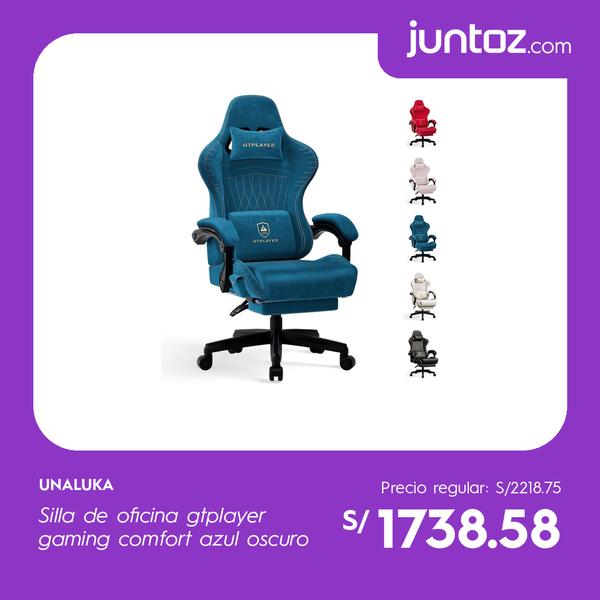 juntoz.com
GTPLAYER
GTPLAYER
UNALUKA
Precio regular: S/2218.75
Silla de oficina gtplayer
gaming comfort azul oscuro
S/1738.58